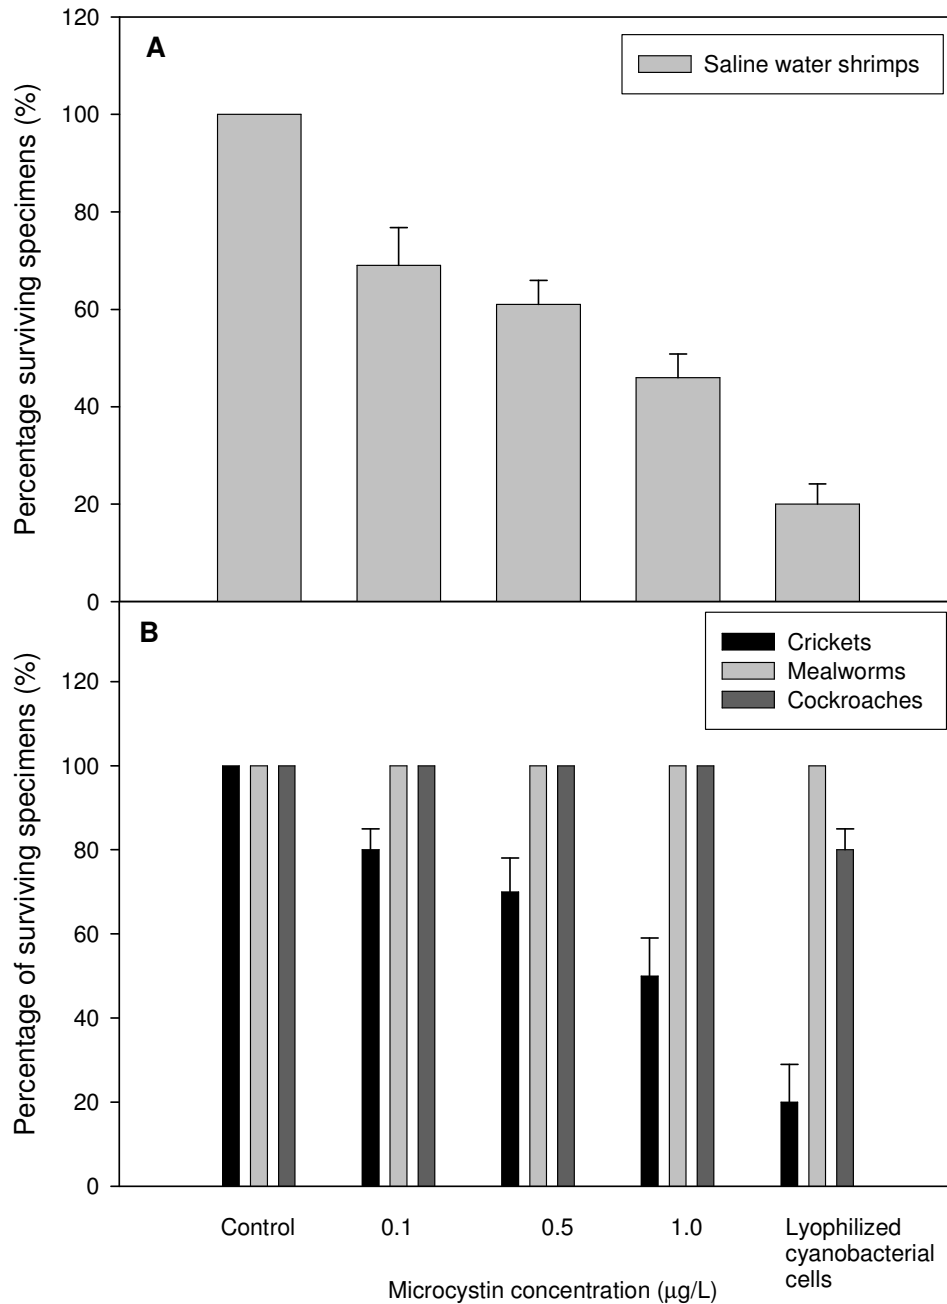 A
Saline water shrimps
Percentage surviving specimens (%)
120
100
80
60
40
20
0
B
Crickets
Mealworms
Cockroaches
Percentage of surviving specimens (%)
120
100
80
60
40
20
0
Control 0.1 0.5 1.0 Lyophilized
cyanobacterial
cells
Microcystin concentration (μg/L)